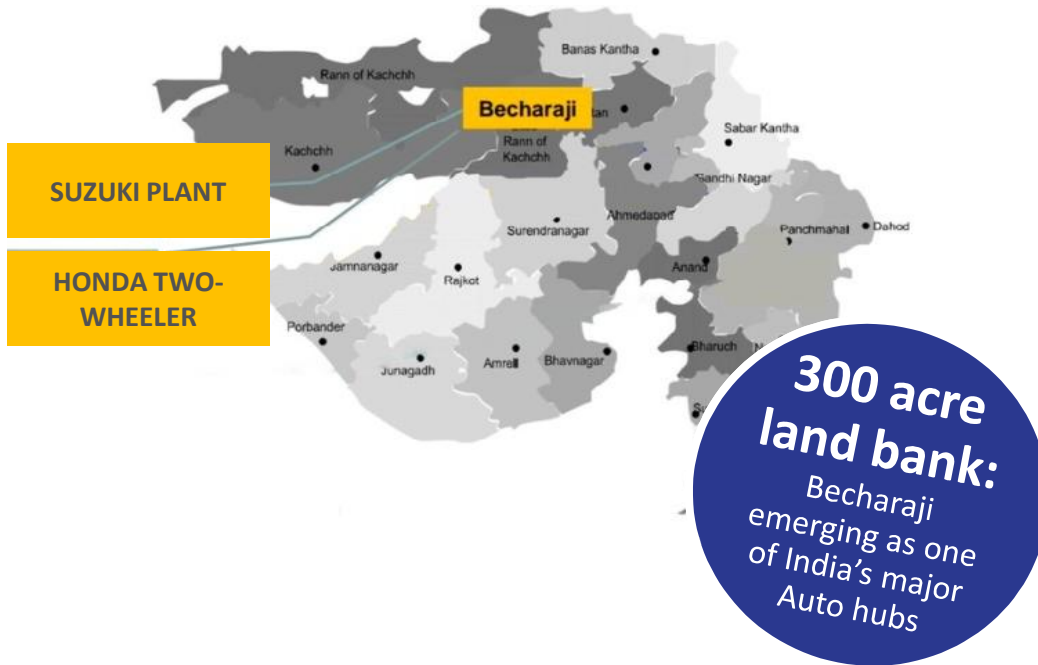 Banas Kantha
Rann of Kachchh
Becharaji
Sabar Kantha
Rann of
Kachchh
Kachchh
Gandhi Nagar
SUZUKI PLANT
Ahmedabad
Surendranagar
Panchmahal
Dahod
Jamnanagar
Rajkot
Anand
HONDA TWO-
WHEELER
Porbander
Junagadh
Amreli
Bhavnagar
Bharuch
300 acre
land bank:
Becharaji
emerging as one
of India's major
Auto hubs